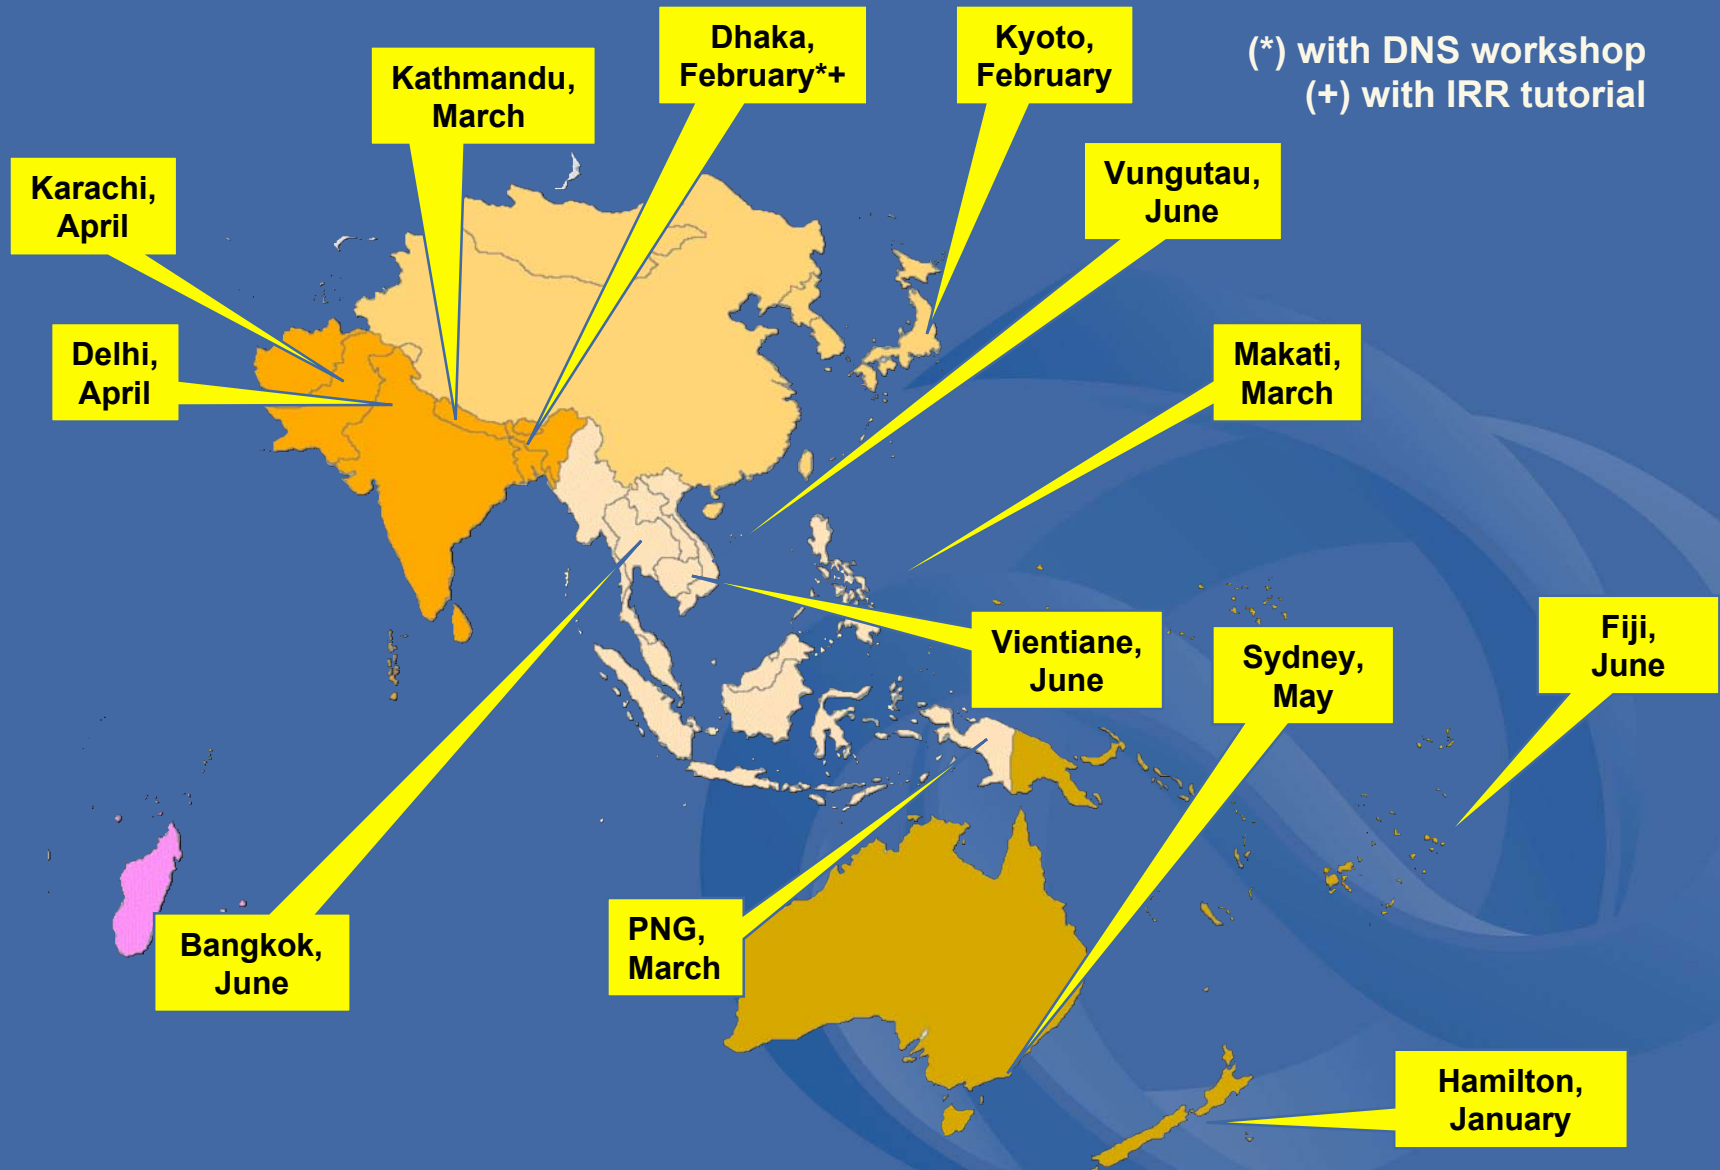 Dhaka,
February*+
Kyoto,
February
(*) with DNS workshop
(+) with IRR tutorial
Kathmandu,
March
Karachi,
April
Vungutau,
June
Delhi,
April
Makati,
March
Vientiane,
June
Sydney,
May
Fiji,
June
Bangkok,
June
PNG,
March
Hamilton,
January